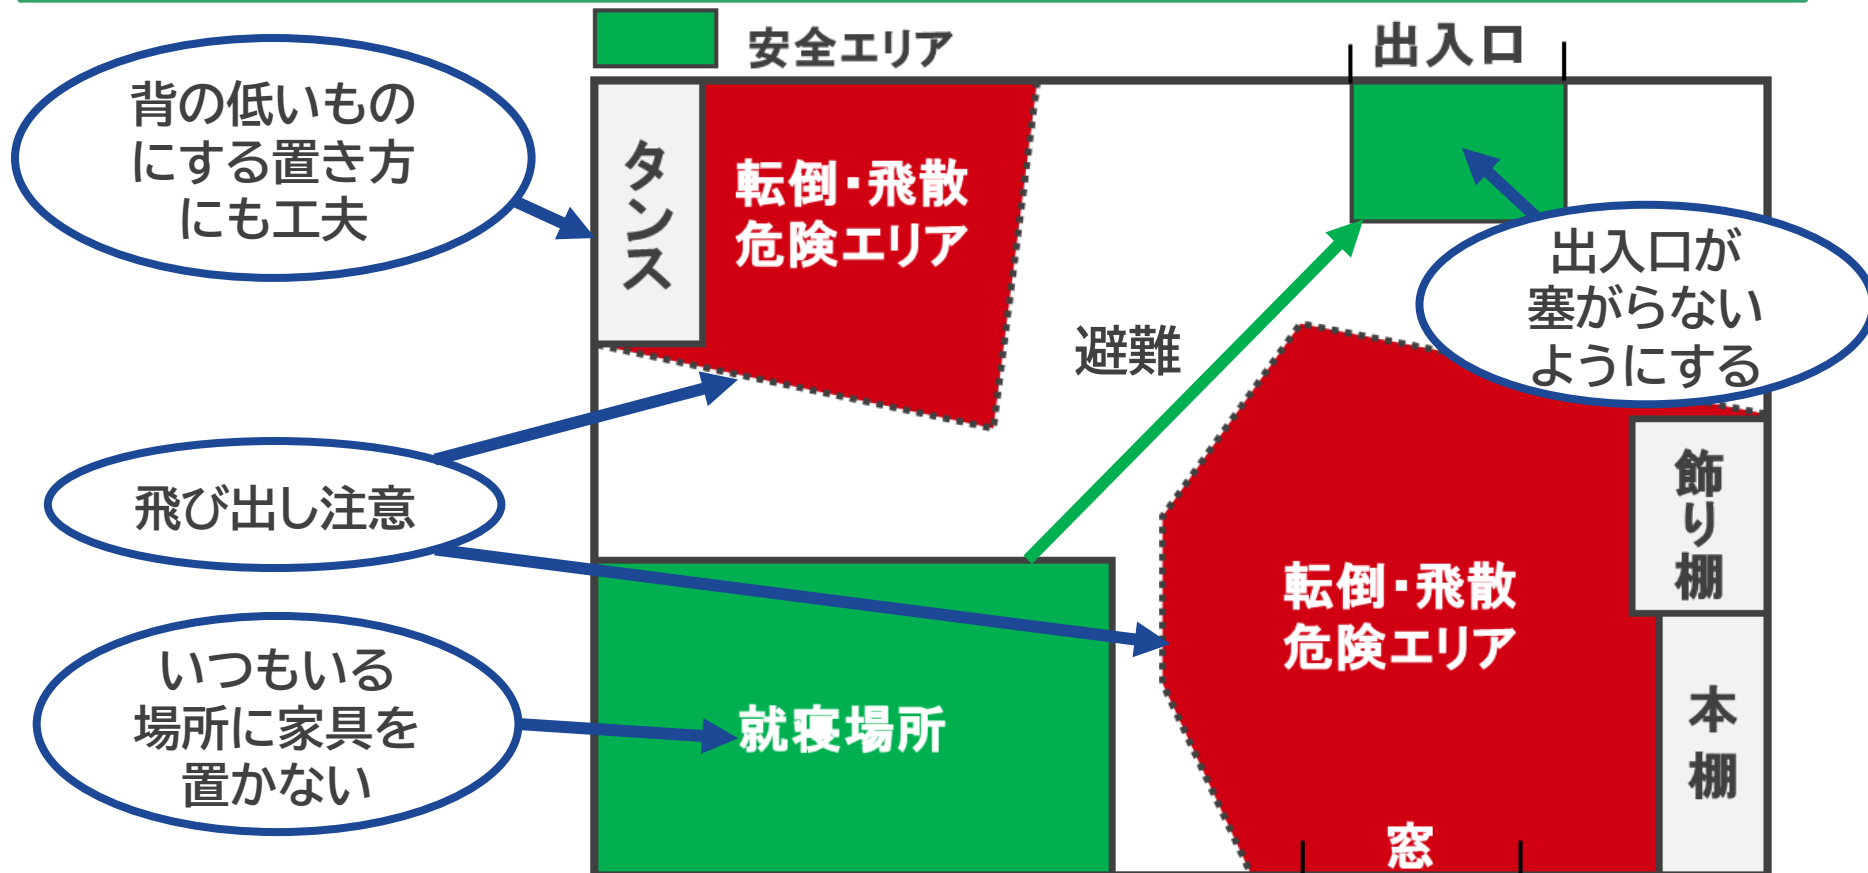 安全エリア
出入口
背の低いもの
にする置き方
にも工夫
タンス
転倒・飛散
危険エリア
出入口が
塞がらない
ようにする
避難
飛び出し注意
飾り棚
転倒・飛散
危険エリア
いつもいる
場所に家具を
置かない
就寝場所
本棚
窓